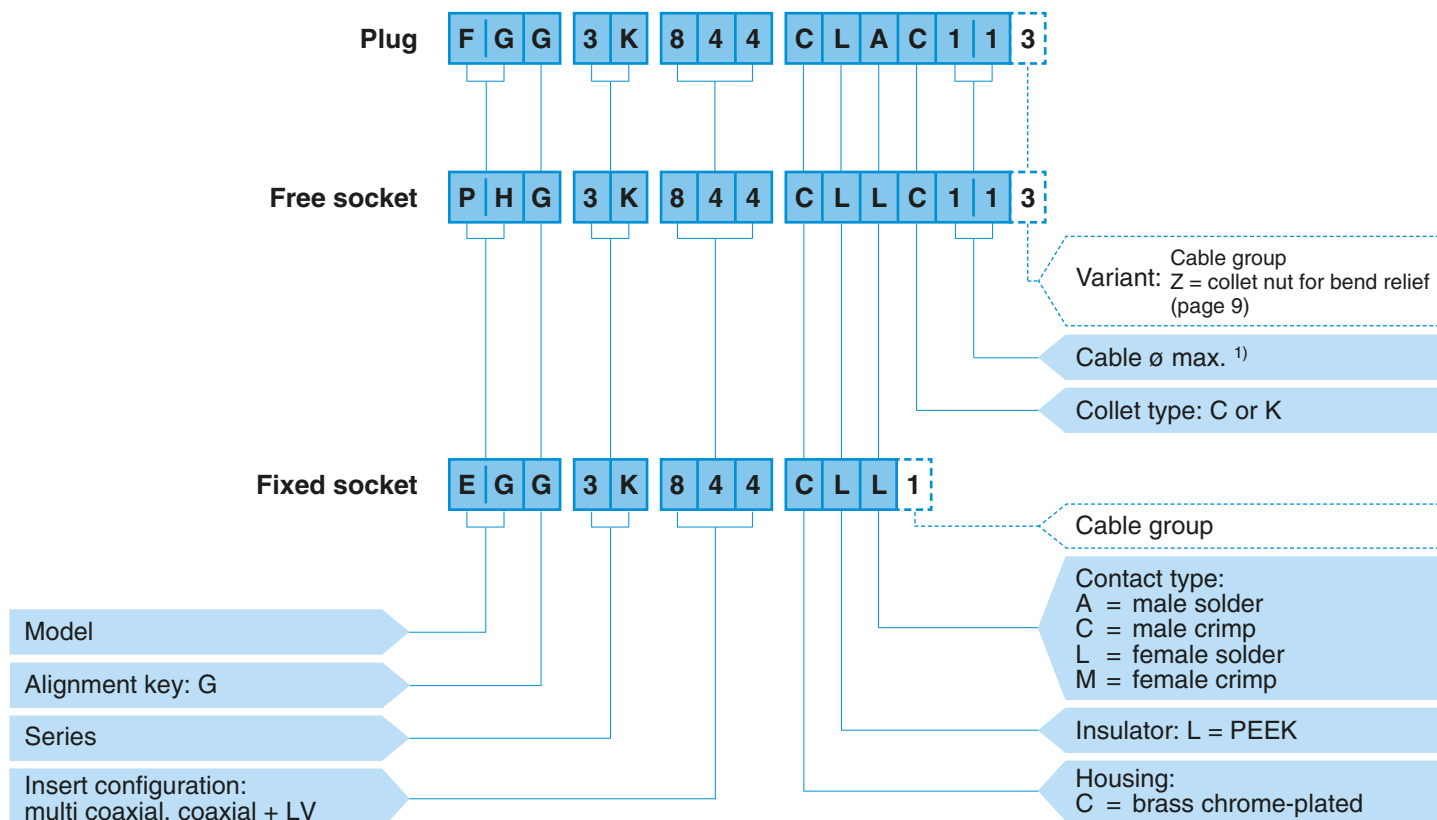 Plug F G G 3 K 8 4 4 C L A C 1 1 3
Free socket P H G 3 K 8 4 4 C L L C 1 1 3
Variant: Cable group
Z = collet nut for bend relief
(page 9)
Cable ø max. 1)
Collet type: C or K
Fixed socket E G G 3 K 8 4 4 C L L 1
Cable group
Contact type:
A = male solder
C = male crimp
L = female solder
M = female crimp
Model
Alignment key: G
Series
Insulator: L = PEEK
Insert configuration:
multi coaxial, coaxial + LV
Housing:
C = brass chrome-plated